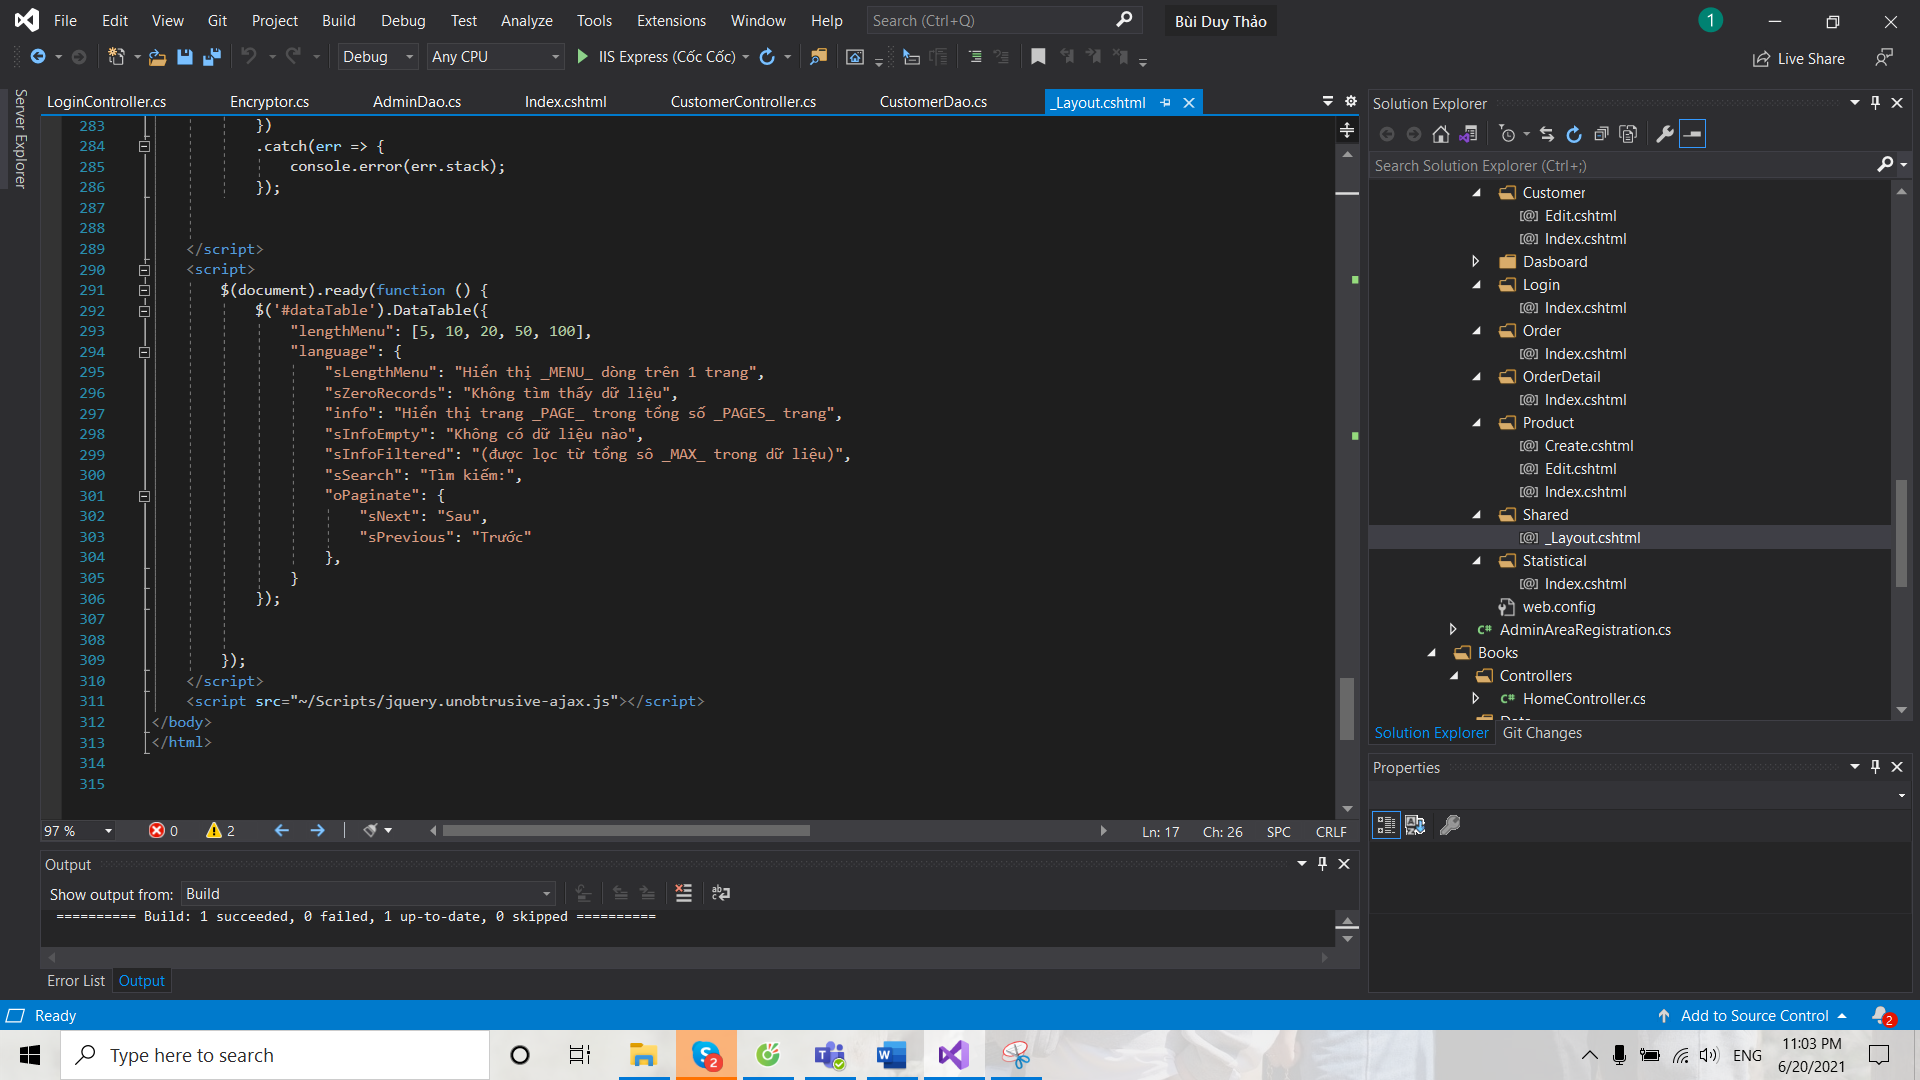 File Edit View Git Project Build Debug Test Analyze Tools Extensions Window Help Search (Ctrl+Q) Bùi Duy Thảo 1
Debug Any CPU IIS Express (Cốc Cốc) Live Share
Server Explorer
LoginController.cs Encryptor.cs AdminDao.cs Index.cshtml CustomerController.cs CustomerDao.cs _Layout.cshtml
283 })
284 .catch(err => {
285 console.error(err.stack);
286 });
287
288
289 </script>
290 <script>
291 $(document).ready(function () {
292 $('#dataTable').DataTable({
293 "lengthMenu": [5, 10, 20, 50, 100],
294 "language": {
295 "sLengthMenu": "Hiển thị _MENU_ dòng trên 1 trang",
296 "sZeroRecords": "Không tìm thấy dữ liệu",
297 "info": "Hiển thị trang _PAGE_ trong tổng số _PAGES_ trang",
298 "sInfoEmpty": "Không có dữ liệu nào",
299 "sInfoFiltered": "(được lọc từ tổng sô _MAX_ trong dữ liệu)",
300 "sSearch": "Tìm kiếm:",
301 "oPaginate": {
302 "sNext": "Sau",
303 "sPrevious": "Trước"
304 },
305 }
306 });
307
308
309 });
310 </script>
311 <script src="~/Scripts/jquery.unobtrusive-ajax.js"></script>
312 </body>
313 </html>
314
315
97 % 0 2 Ln: 17 Ch: 26 SPC CRLF
Output
Show output from: Build
========== Build: 1 succeeded, 0 failed, 1 up-to-date, 0 skipped ==========
Error List Output
Solution Explorer
Search Solution Explorer (Ctrl+;)
Customer
Edit.cshtml
Index.cshtml
Dasboard
Login
Index.cshtml
Order
Index.cshtml
OrderDetail
Index.cshtml
Product
Create.cshtml
Edit.cshtml
Index.cshtml
Shared
_Layout.cshtml
Statistical
Index.cshtml
web.config
AdminAreaRegistration.cs
Books
Controllers
HomeController.cs
Solution Explorer Git Changes
Properties
Ready Add to Source Control 2
Type here to search 2 ENG 11:03 PM
6/20/2021